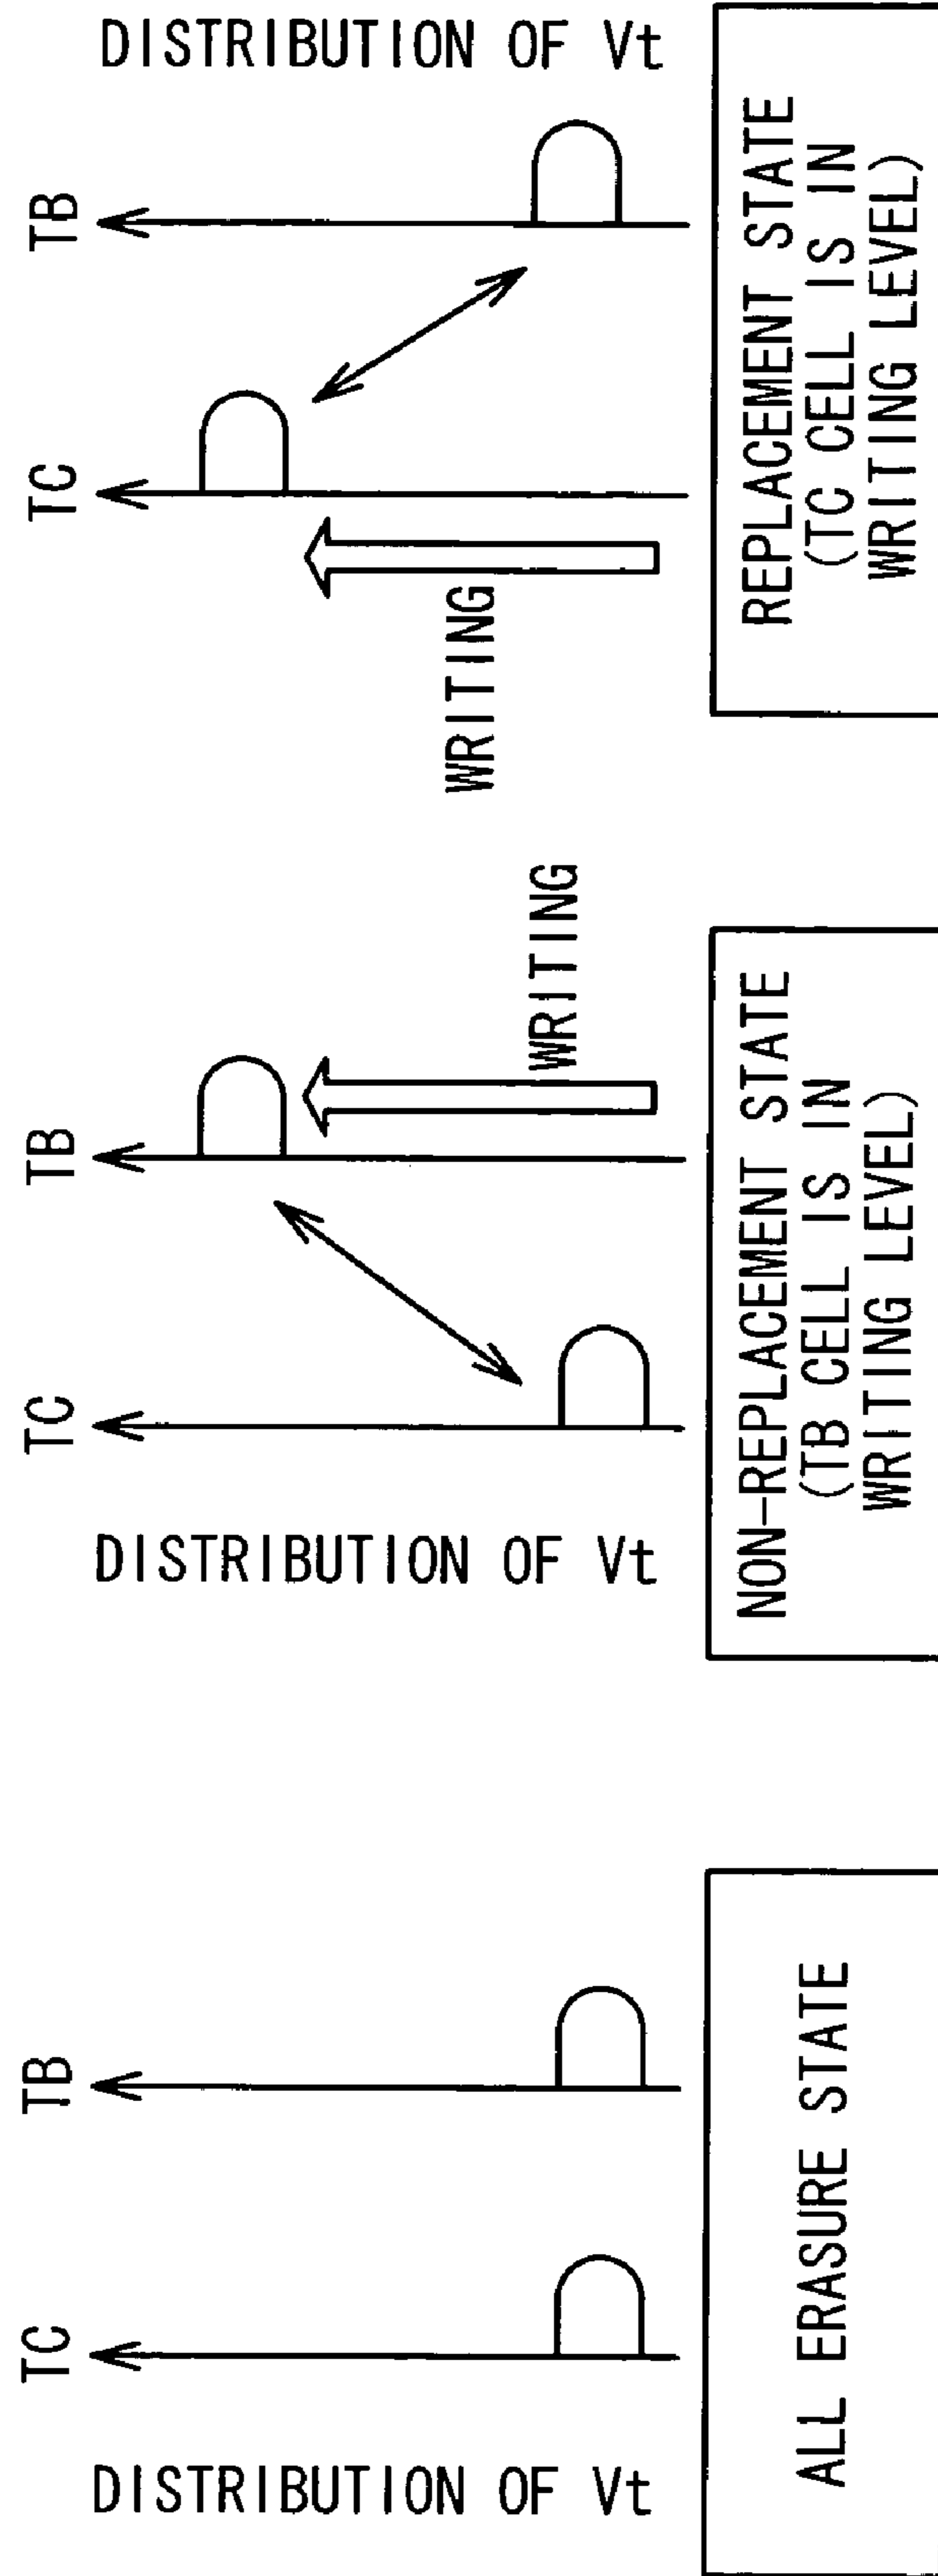 DISTRIBUTION OF Vt
TC
TB
ALL ERASURE STATE
DISTRIBUTION OF Vt
TC
TB
WRITING
NON-REPLACEMENT STATE
(TB CELL IS IN
WRITING LEVEL)
WRITING
TC
TB
DISTRIBUTION OF Vt
REPLACEMENT STATE
(TC CELL IS IN
WRITING LEVEL)